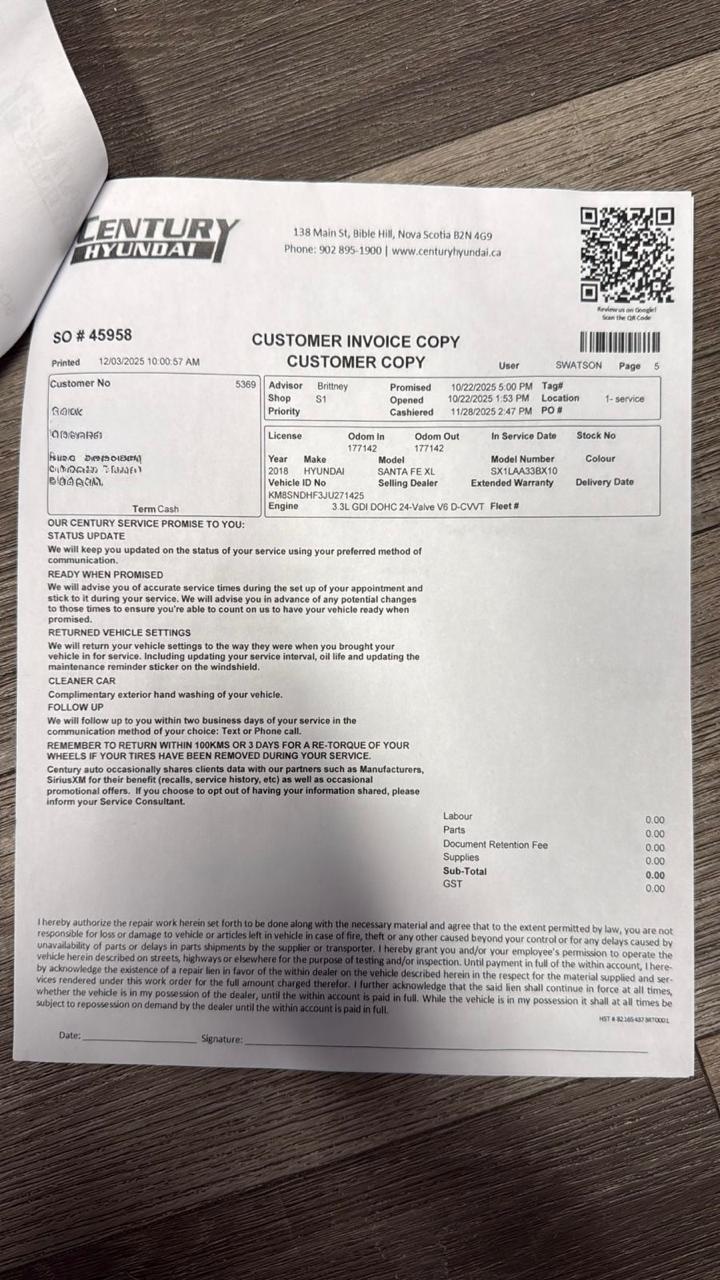 CENTURY
HYUNDAI
138 Main St, Bible Hill, Nova Scotia B2N 4G9
Phone: 902 895-1900 | www.centuryhyundai.ca
Review us on Google!
Scan the QR Code
SO # 45958
CUSTOMER INVOICE COPY
Printed 12/03/2025 10:00:57 AM
CUSTOMER COPY
User SWATSON Page 5
Customer No 5369
Advisor Brittney Promised 10/22/2025 5:00 PM Tag#
Shop S1 Opened 10/22/2025 1:53 PM Location 1- service
Priority Cashiered 11/28/2025 2:47 PM PO #
License Odom In Odom Out In Service Date Stock No
177142 177142
Year Make Model Model Number Colour
2018 HYUNDAI SANTA FE XL SX1LAA33BX10
Vehicle ID No Selling Dealer Extended Warranty Delivery Date
KM8SNDHF3JU271425
Engine 3.3L GDI DOHC 24-Valve V6 D-CVVT Fleet #
Term Cash
OUR CENTURY SERVICE PROMISE TO YOU:
STATUS UPDATE
We will keep you updated on the status of your service using your preferred method of
communication.
READY WHEN PROMISED
We will advise you of accurate service times during the set up of your appointment and
stick to it during your service. We will advise you in advance of any potential changes
to those times to ensure you're able to count on us to have your vehicle ready when
promised.
RETURNED VEHICLE SETTINGS
We will return your vehicle settings to the way they were when you brought your
vehicle in for service. Including updating your service interval, oil life and updating the
maintenance reminder sticker on the windshield.
CLEANER CAR
Complimentary exterior hand washing of your vehicle.
FOLLOW UP
We will follow up to you within two business days of your service in the
communication method of your choice: Text or Phone call.
REMEMBER TO RETURN WITHIN 100KMS OR 3 DAYS FOR A RE-TORQUE OF YOUR
WHEELS IF YOUR TIRES HAVE BEEN REMOVED DURING YOUR SERVICE.
Century auto occasionally shares clients data with our partners such as Manufacturers,
SiriusXM for their benefit (recalls, service history, etc) as well as occasional
promotional offers. If you choose to opt out of having your information shared, please
inform your Service Consultant.
Labour 0.00
Parts 0.00
Document Retention Fee 0.00
Supplies 0.00
Sub-Total 0.00
GST 0.00
I hereby authorize the repair work herein set forth to be done along with the necessary material and agree that to the extent permitted by law, you are not
responsible for loss or damage to vehicle or articles left in vehicle in case of fire, theft or any other caused beyond your control or for any delays caused by
unavailability of parts or delays in parts shipments by the supplier or transporter. I hereby grant you and/or your employee's permission to operate the
vehicle herein described on streets, highways or elsewhere for the purpose of testing and/or inspection. Until payment in full of the within account, I here-
by acknowledge the existence of a repair lien in favor of the within dealer on the vehicle described herein in the respect for the material supplied and ser-
vices rendered under this work order for the full amount charged therefor. I further acknowledge that the said lien shall continue in force at all times,
whether the vehicle is in my possession of the dealer, until the within account is paid in full. While the vehicle is in my possession it shall at all times be
subject to repossession on demand by the dealer until the within account is paid in full.
Date: Signature: